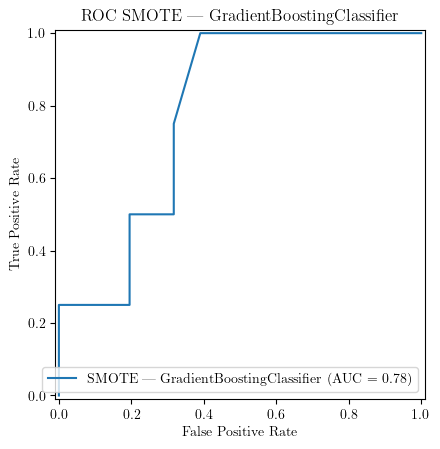 ROC SMOTE — GradientBoostingClassifier
1.0
0.8
0.6
0.4
0.2
0.0
True Positive Rate
SMOTE — GradientBoostingClassifier (AUC = 0.78)
0.0 0.2 0.4 0.6 0.8 1.0
False Positive Rate